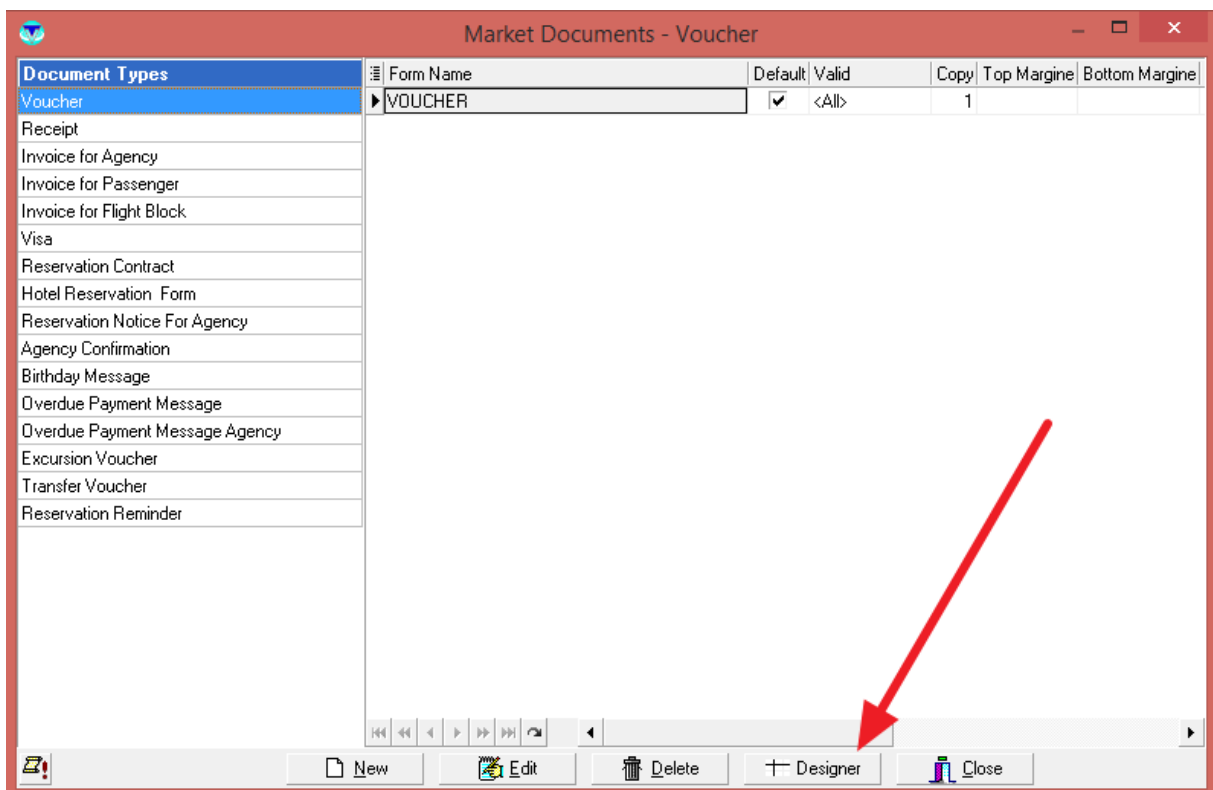 Market Documents - Voucher
Document Types
Form Name Default Valid Copy Top Margine Bottom Margine
Voucher
VOUCHER <All> 1
Receipt
Invoice for Agency
Invoice for Passenger
Invoice for Flight Block
Visa
Reservation Contract
Hotel Reservation Form
Reservation Notice For Agency
Agency Confirmation
Birthday Message
Overdue Payment Message
Overdue Payment Message Agency
Excursion Voucher
Transfer Voucher
Reservation Reminder
New Edit Delete Designer Close